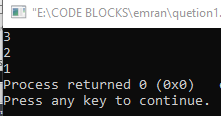 "E:\CODE BLOCKS\emran\quetion1.
3
2
1
Process returned 0 (0x0)
Press any key to continue.